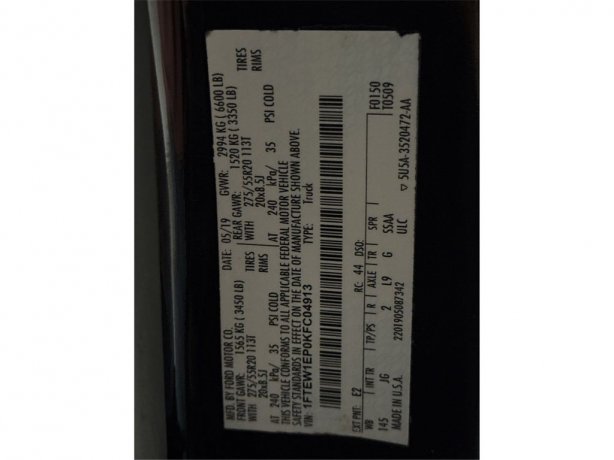 MFD. BY FORD MOTOR CO.
DATE: 05/19 GVWR: 2994 KG ( 6600 LB)
FRONT GAWR: 1565 KG ( 3450 LB) REAR GAWR: 1520 KG ( 3350 LB)
WITH 275/55R20 113T TIRES WITH 275/55R20 113T TIRES
20x8.5J RIMS 20x8.5J RIMS
AT 240 kPa/ 35 PSI COLD AT 240 kPa/ 35 PSI COLD
THIS VEHICLE CONFORMS TO ALL APPLICABLE FEDERAL MOTOR VEHICLE
SAFETY STANDARDS IN EFFECT ON THE DATE OF MANUFACTURE SHOWN ABOVE.
VIN: 1FTEW1EP0KFC04913 TYPE: Truck
F0150
T0509
EXT PNT: E2 RC: 44 DSO:
WB INT TR TP/PS R AXLE TR SPR
145 JG 2 L9 G SSAA
ULC
2201905087342
MADE IN U.S.A. ▽ 5U5A-3520472-AA